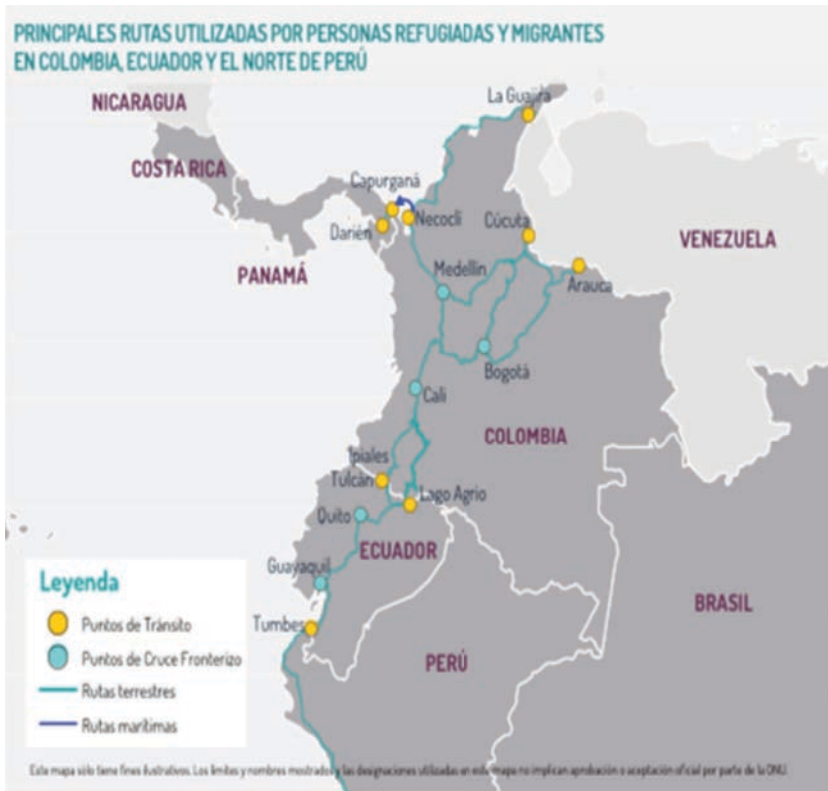 PRINCIPALES RUTAS UTILIZADAS POR PERSONAS REFUGIADAS Y MIGRANTES
EN COLOMBIA, ECUADOR Y EL NORTE DE PERÚ
La Guajira
NICARAGUA
COSTA RICA
Capurganá
Necoclí
Cúcuta
Darién
VENEZUELA
PANAMÁ
Medellín
Arauca
Bogotá
Cali
COLOMBIA
Ipiales
Tulcán
Lago Agrio
Quito
ECUADOR
Guayaquil
BRASIL
Tumbes
PERÚ
Leyenda
Puntos de Tránsito
Puntos de Cruce Fronterizo
Rutas terrestres
Rutas marítimas
Este mapa sólo tiene fines ilustrativos. Los límites y nombres mostrados y las designaciones utilizadas en este mapa no implican aprobación o aceptación oficial por parte de la ONU.